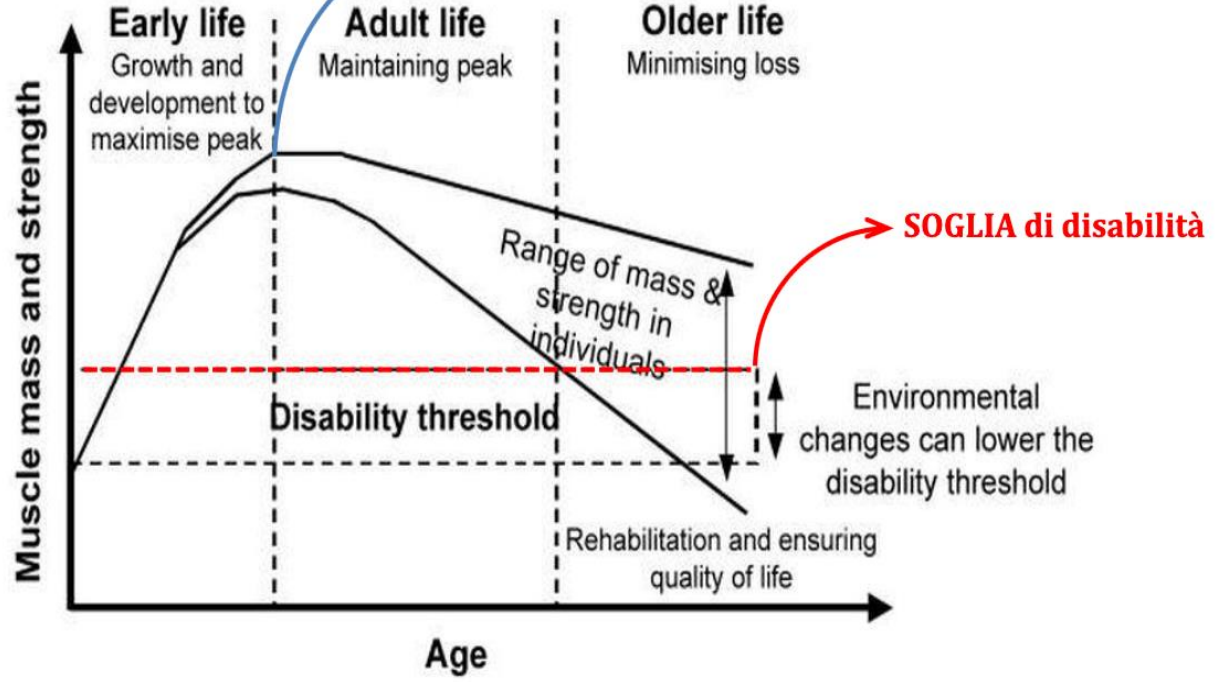 Early life
Growth and
development to
maximise peak
Adult life
Maintaining peak
Older life
Minimising loss
Muscle mass and strength
SOGLIA di disabilità
Range of mass &
strength in
individuals
Disability threshold
Environmental
changes can lower the
disability threshold
Rehabilitation and ensuring
quality of life
Age